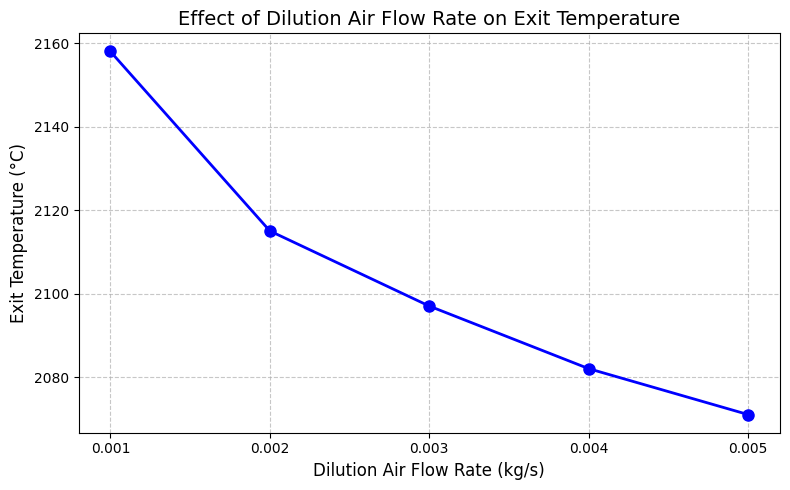 Effect of Dilution Air Flow Rate on Exit Temperature
Exit Temperature (°C)
2160
2140
2120
2100
2080
0.001 0.002 0.003 0.004 0.005
Dilution Air Flow Rate (kg/s)